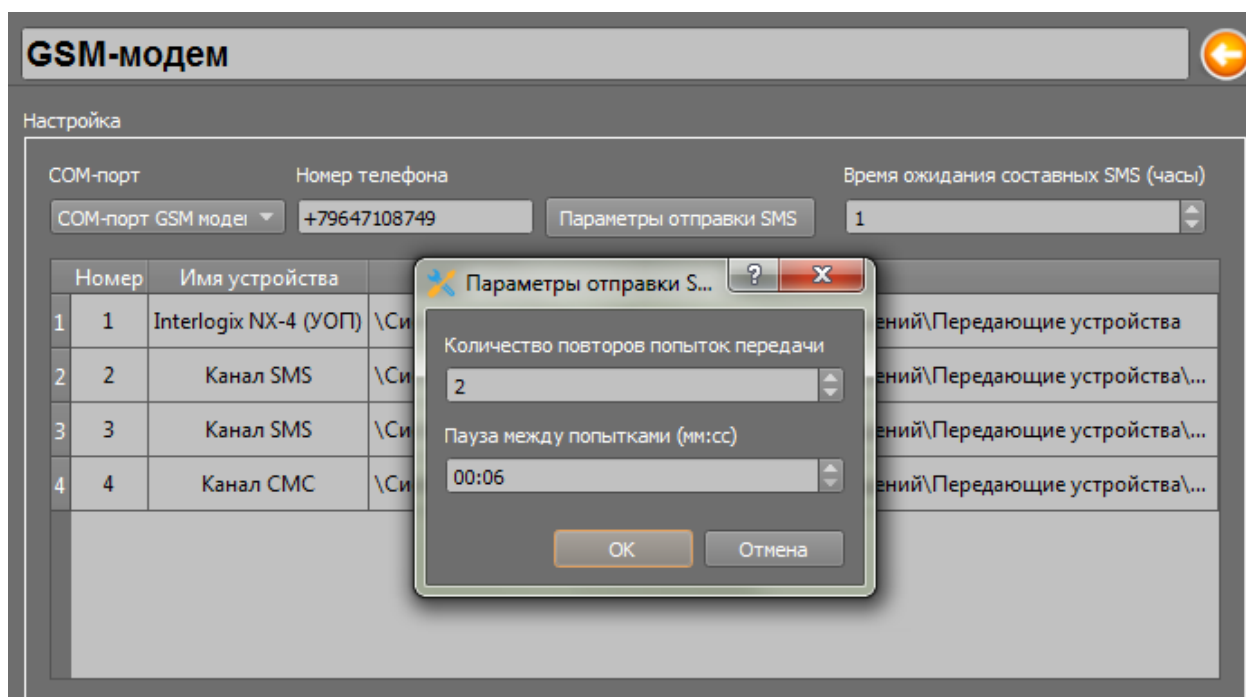 GSM-модем
Настройка
COM-порт Номер телефона Время ожидания составных SMS (часы)
COM-порт GSM модел +79647108749 Параметры отправки SMS 1
Номер Имя устройства
Параметры отправки S... ?
1 1 Interlogix NX-4 (УОП) \Си ений\Передающие устройства
Количество повторов попыток передачи
2 2 Канал SMS \Си 2 ений\Передающие устройства\...
3 3 Канал SMS \Си Пауза между попытками (мм:сс) ений\Передающие устройства\...
4 4 Канал СМС \Си 00:06 ений\Передающие устройства\...
OK Отмена